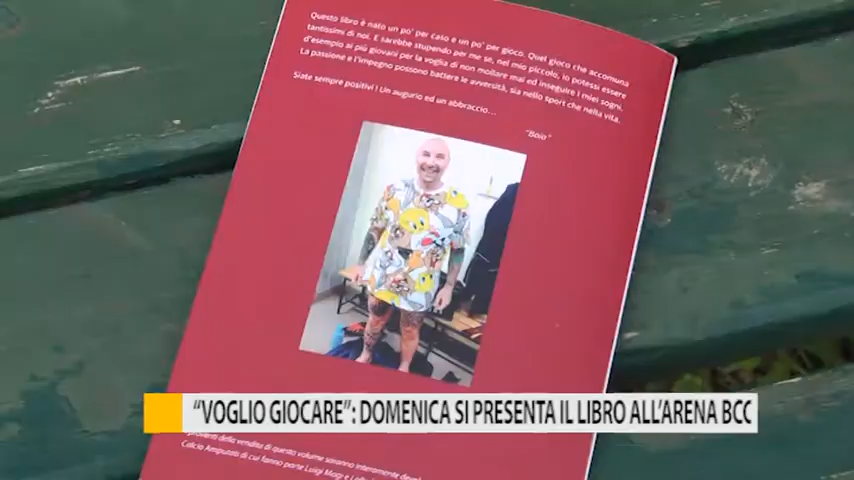 Questo libro è nato un po' per caso e un po' per gioco. Quel gioco che accomuna
tantissimi di noi. E sarebbe stupendo per me se, nel mio piccolo, io potessi essere
d'esempio ai più giovani per la voglia di non mollare mai ed inseguire i miei sogni.
La passione e l'impegno possono battere le avversità, sia nello sport che nella vita.
Siate sempre positivi ! Un augurio ed un abbraccio...
"Bolo"
"VOGLIO GIOCARE": DOMENICA SI PRESENTA IL LIBRO ALL'ARENA BCC
proventi della vendita di questo volume saranno interamente
Calcio Amputati di cui fanno parte Luigi Magi e